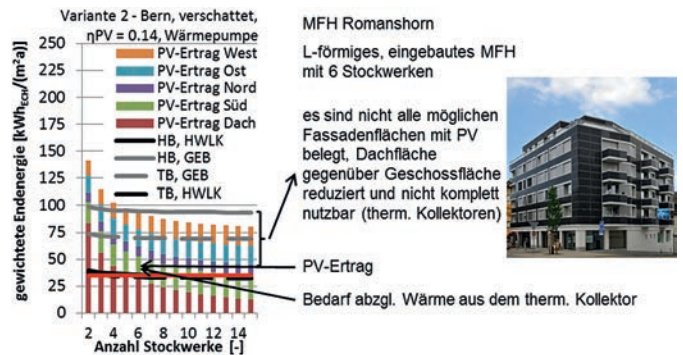 Variante 2 - Bern, verschattet,
ηPV = 0.14, Wärmepumpe
gewichtete Endenergie [kWh_ECH/(m²a)]
250
225
200
175
150
125
100
75
50
25
0
PV-Ertrag West
PV-Ertrag Ost
PV-Ertrag Nord
PV-Ertrag Süd
PV-Ertrag Dach
HB, HWLK
HB, GEB
TB, GEB
TB, HWLK
2 4 6 8 10 12 14
Anzahl Stockwerke [-]
MFH Romanshorn
L-förmiges, eingebautes MFH
mit 6 Stockwerken
es sind nicht alle möglichen
Fassadenflächen mit PV
belegt, Dachfläche
gegenüber Geschossfläche
reduziert und nicht komplett
nutzbar (therm. Kollektoren)
PV-Ertrag
Bedarf abzgl. Wärme aus dem therm. Kollektor